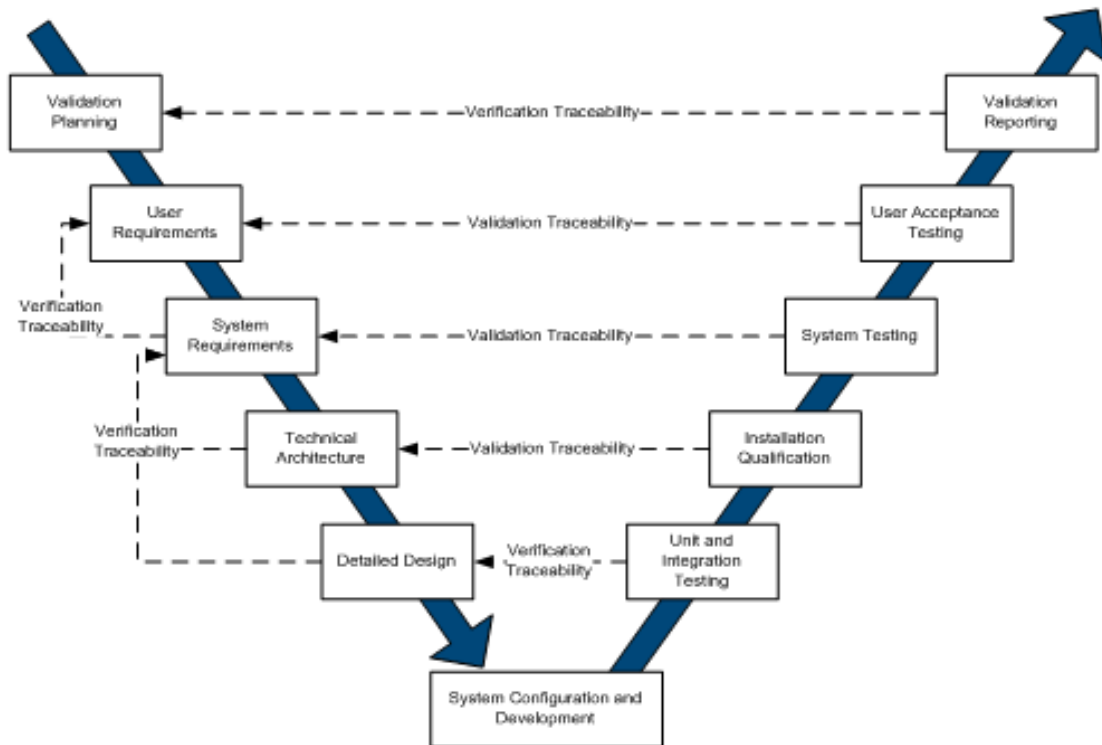 Validation
Planning
Verification Traceability
Validation
Reporting
User
Requirements
Validation Traceability
User Acceptance
Testing
Verification
Traceability
System
Requirements
Validation Traceability
System Testing
Verification
Traceability
Technical
Architecture
Validation Traceability
Installation
Qualification
Detailed Design
Verification
Traceability
Unit and
Integration
Testing
System Configuration and
Development